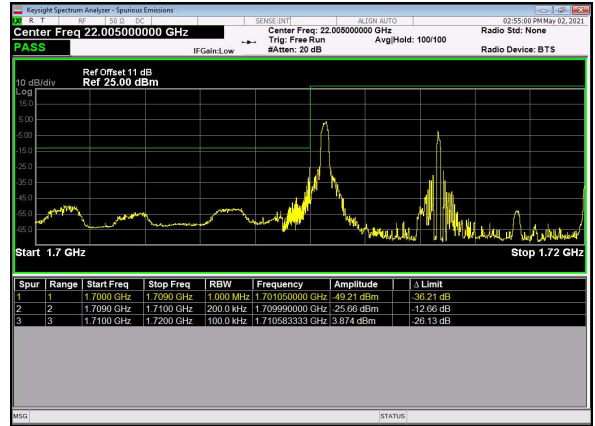 Keysight Spectrum Analyzer - Spurious Emissions
R T RF 50 Ω DC SENSE:INT ALIGN AUTO 02:55:00 PM May 02, 2021
Center Freq 22.005000000 GHz Center Freq: 22.005000000 GHz Radio Std: None
Trig: Free Run Avg|Hold: 100/100
PASS IFGain:Low #Atten: 20 dB Radio Device: BTS
Ref Offset 11 dB
10 dB/div Ref 25.00 dBm
Log
15.0
5.00
-5.00
-15.0
-25.0
-35.0
-45.0
-55.0
-65.0
Start 1.7 GHz Stop 1.72 GHz
Spur Range Start Freq Stop Freq RBW Frequency Amplitude Δ Limit
1 1 1.7000 GHz 1.7090 GHz 1.000 MHz 1.701050000 GHz -49.21 dBm -36.21 dB
2 2 1.7090 GHz 1.7100 GHz 200.0 kHz 1.709990000 GHz -25.66 dBm -12.66 dB
3 3 1.7100 GHz 1.7200 GHz 100.0 kHz 1.710583333 GHz 3.874 dBm -26.13 dB
MSG STATUS